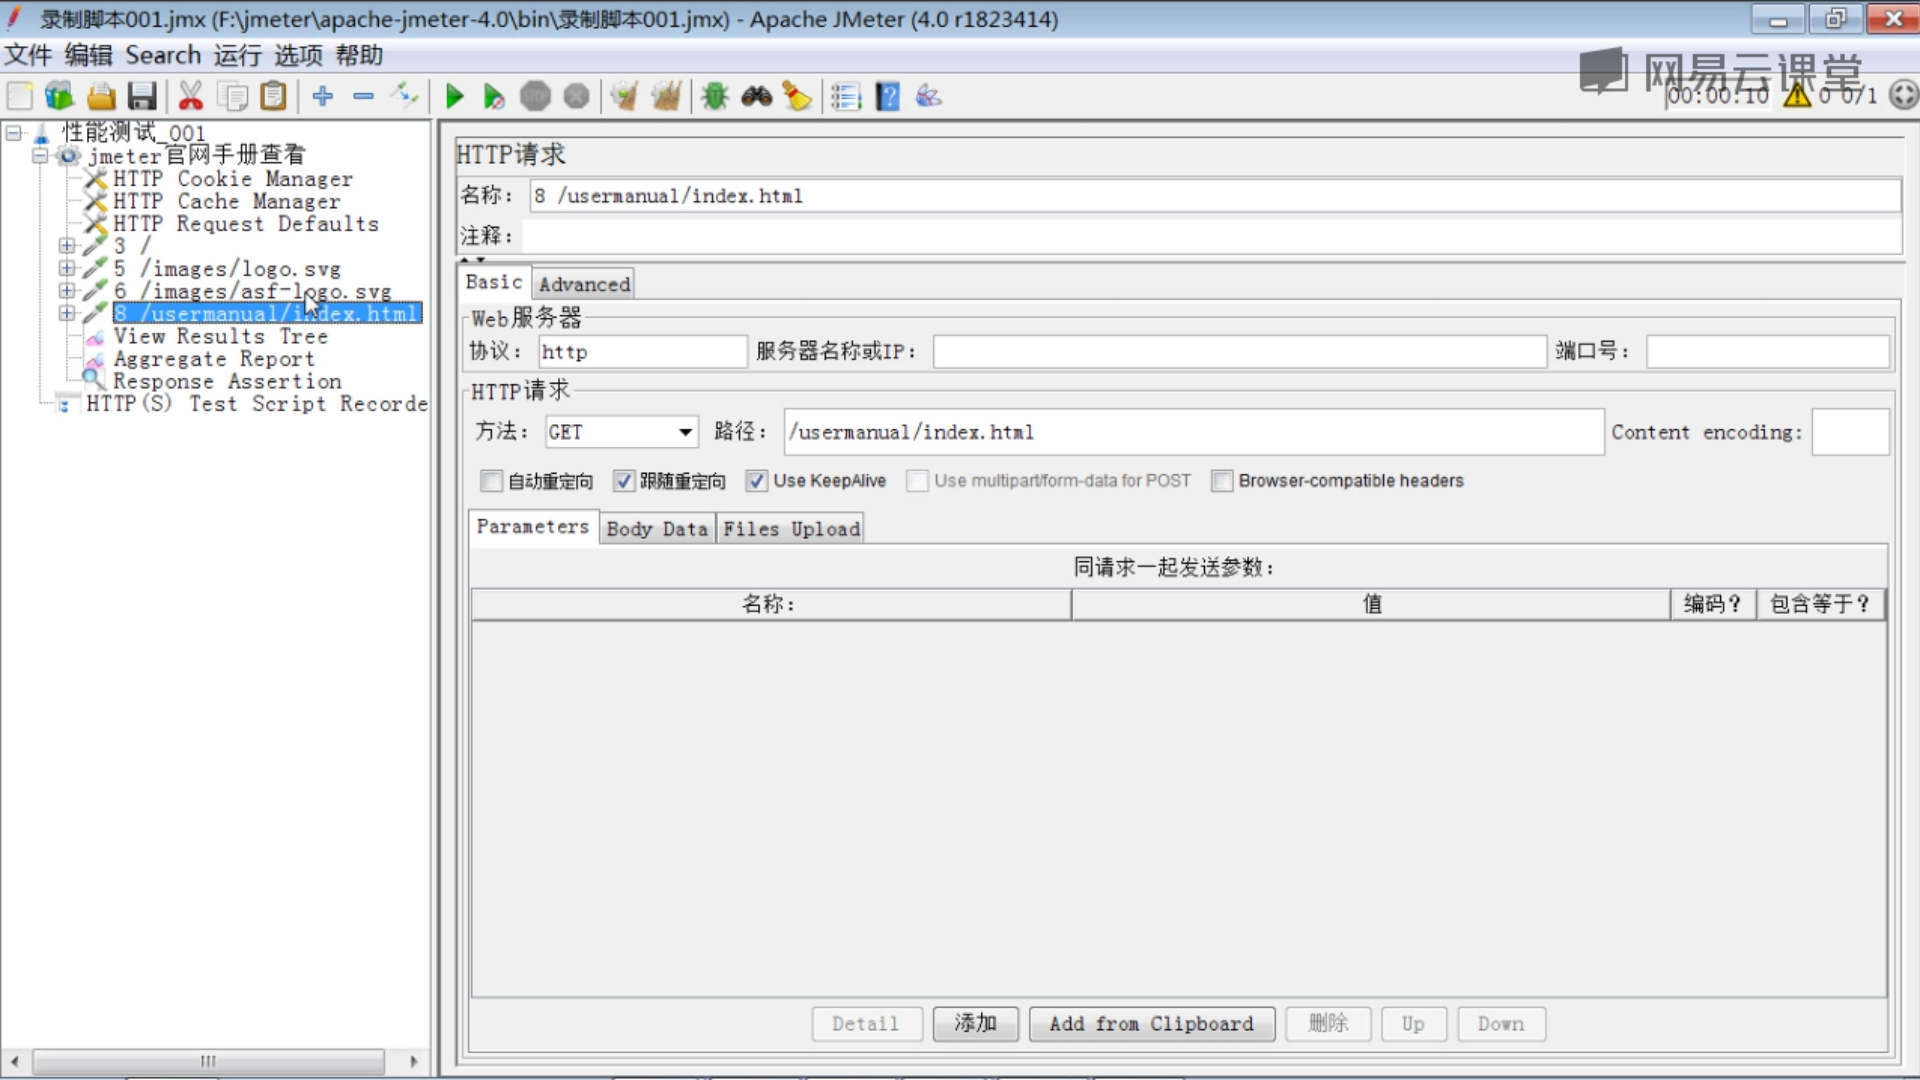 录制脚本001.jmx (F:\jmeter\apache-jmeter-4.0\bin\录制脚本001.jmx) - Apache JMeter (4.0 r1823414)
文件 编辑 Search 运行 选项 帮助
网易云课堂
00:00:10 0 0/1
性能测试_001
jmeter官网手册查看
HTTP Cookie Manager
HTTP Cache Manager
HTTP Request Defaults
3 /
5 /images/logo.svg
6 /images/asf-logo.svg
8 /usermanual/index.html
View Results Tree
Aggregate Report
Response Assertion
HTTP(S) Test Script Recorde
HTTP请求
名称： 8 /usermanual/index.html
注释：
Basic Advanced
Web服务器
协议： http 服务器名称或IP： 端口号：
HTTP请求
方法： GET 路径： /usermanual/index.html Content encoding:
自动重定向 跟随重定向 Use KeepAlive Use multipart/form-data for POST Browser-compatible headers
Parameters Body Data Files Upload
同请求一起发送参数：
名称： 值 编码？ 包含等于？
Detail 添加 Add from Clipboard 删除 Up Down